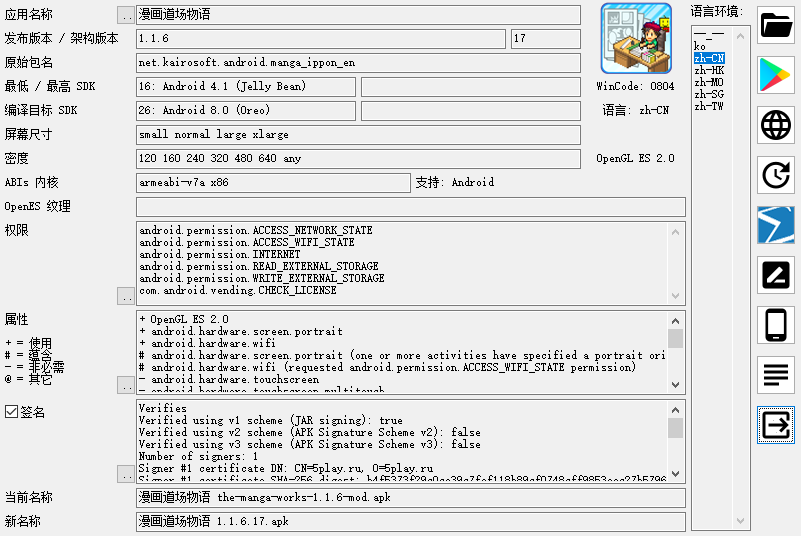 应用名称 .. 漫画道场物语
发布版本 / 架构版本 1.1.6 17
原始包名 net.kairosoft.android.manga_ippon_en
最低 / 最高 SDK 16: Android 4.1 (Jelly Bean)
编译目标 SDK 26: Android 8.0 (Oreo)
屏幕尺寸 small normal large xlarge
密度 120 160 240 320 480 640 any
ABIs 内核 armeabi-v7a x86 支持: Android
OpenES 纹理
权限
android.permission.ACCESS_NETWORK_STATE
android.permission.ACCESS_WIFI_STATE
android.permission.INTERNET
android.permission.READ_EXTERNAL_STORAGE
android.permission.WRITE_EXTERNAL_STORAGE
com.android.vending.CHECK_LICENSE
..
属性
+ = 使用
# = 蕴含
- = 非必需
@ = 其它
+ OpenGL ES 2.0
+ android.hardware.screen.portrait
+ android.hardware.wifi
# android.hardware.screen.portrait (one or more activities have specified a portrait ori
# android.hardware.wifi (requested android.permission.ACCESS_WIFI_STATE permission)
- android.hardware.touchscreen
- android.hardware.touchscreen.multitouch
..
签名
Verifies
Verified using v1 scheme (JAR signing): true
Verified using v2 scheme (APK Signature Scheme v2): false
Verified using v3 scheme (APK Signature Scheme v3): false
Number of signers: 1
Signer #1 certificate DN: CN=5play.ru, O=5play.ru
Signer #1 certificate SHA-256 digest:
..
当前名称 漫画道场物语 the-manga-works-1.1.6-mod.apk
新名称 漫画道场物语 1.1.6.17.apk
WinCode: 0804
语言: zh-CN
OpenGL ES 2.0
语言环境:
--_--
ko
zh-CN
zh-HK
zh-MO
zh-SG
zh-TW